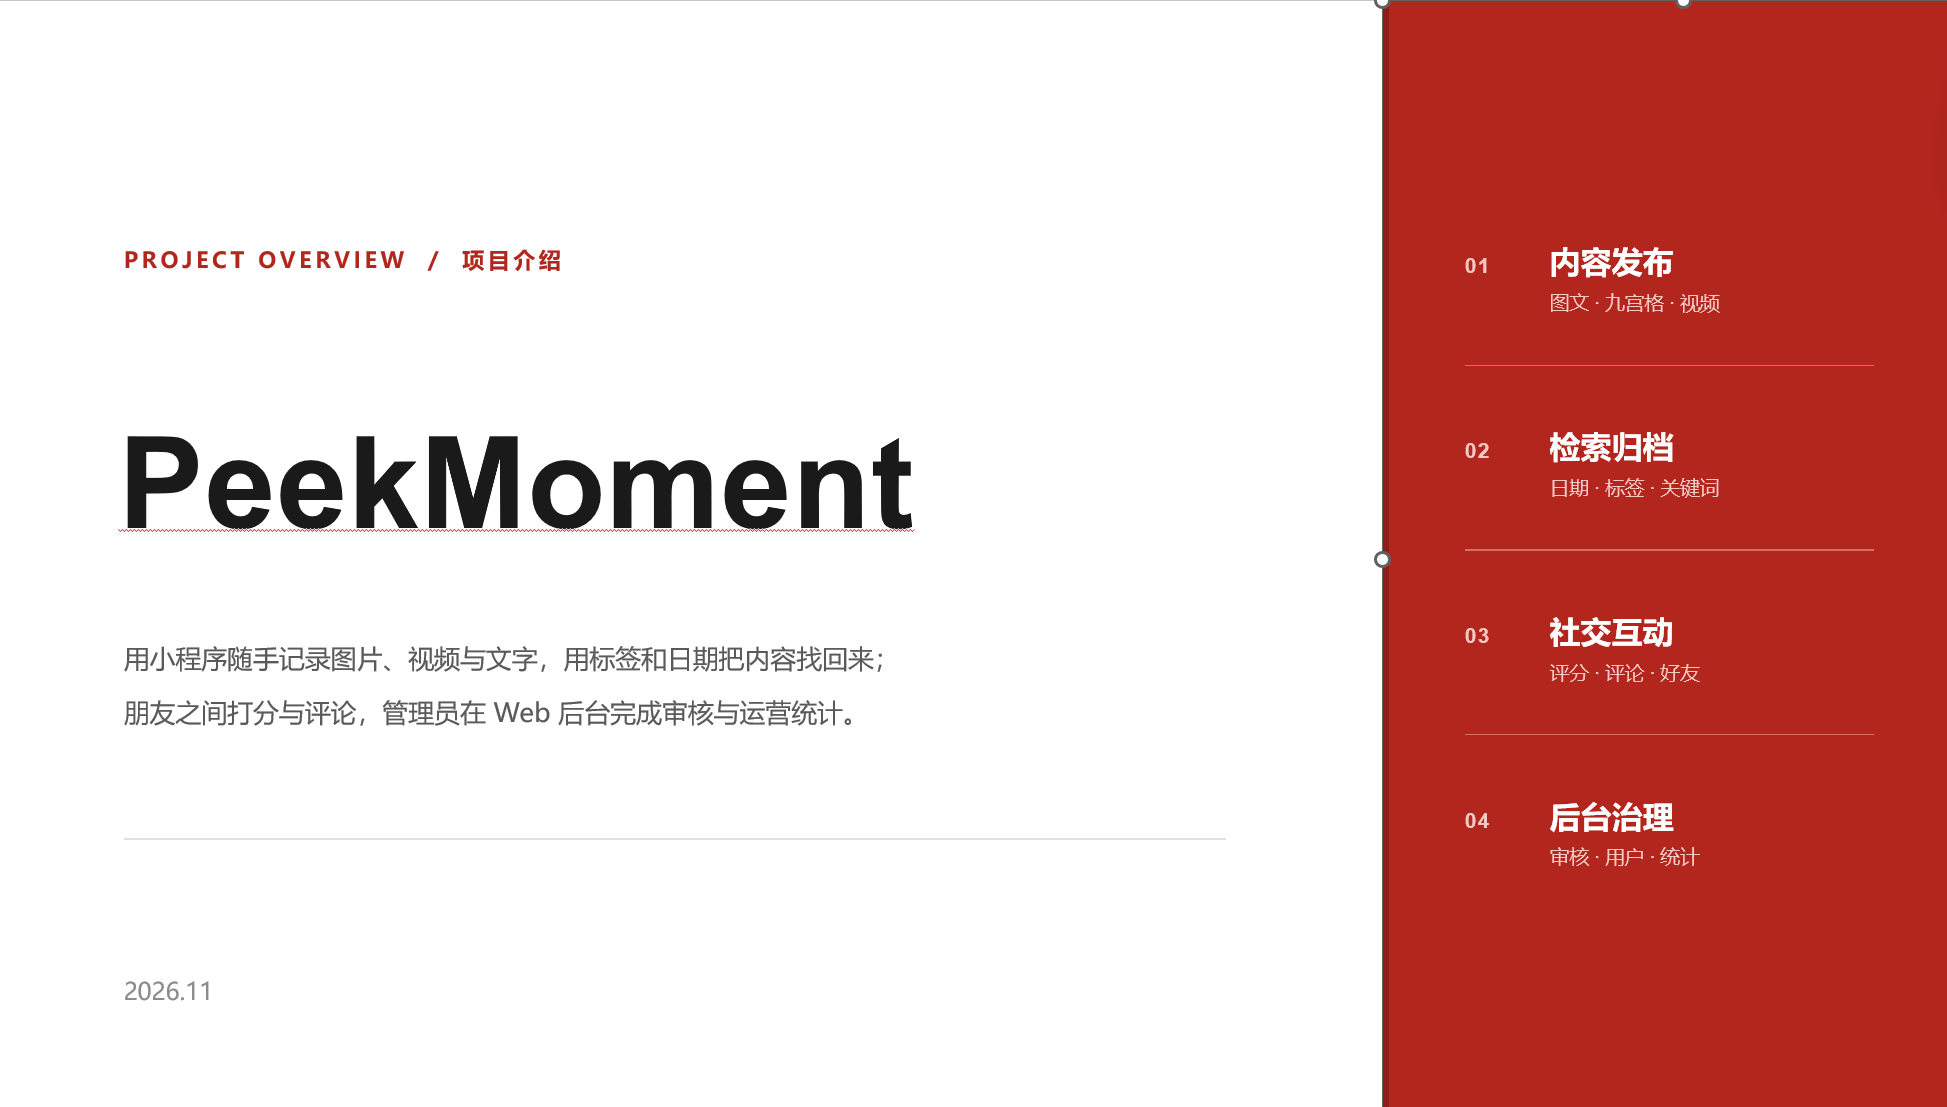 PROJECT OVERVIEW / 项目介绍
PeekMoment
用小程序随手记录图片、视频与文字，用标签和日期把内容找回来；
朋友之间打分与评论，管理员在 Web 后台完成审核与运营统计。
2026.11
01 内容发布
图文 · 九宫格 · 视频
02 检索归档
日期 · 标签 · 关键词
03 社交互动
评分 · 评论 · 好友
04 后台治理
审核 · 用户 · 统计